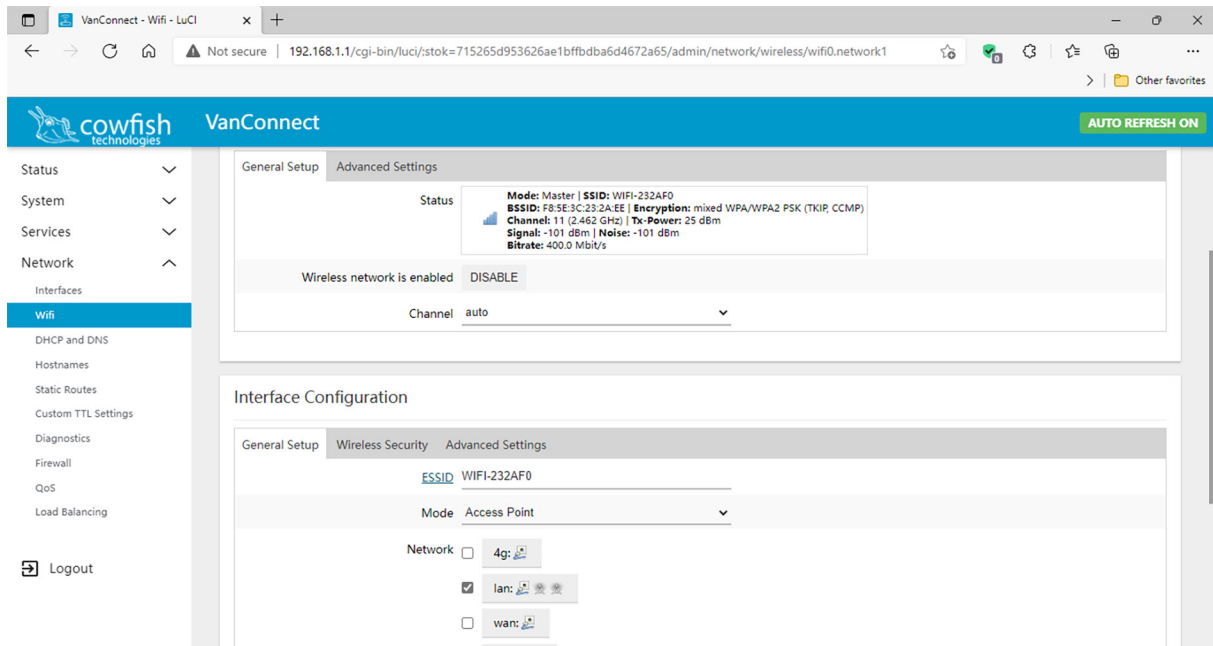 VanConnect - Wifi - LuCI
Not secure | 192.168.1.1/cgi-bin/luci/;stok=715265d953626ae1bffbdba6d4672a65/admin/network/wireless/wifi0.network1
0
Other favorites
cowfish
technologies
VanConnect
AUTO REFRESH ON
Status
System
Services
Network
Interfaces
Wifi
DHCP and DNS
Hostnames
Static Routes
Custom TTL Settings
Diagnostics
Firewall
QoS
Load Balancing
Logout
General Setup Advanced Settings
Status
Mode: Master | SSID: WIFI-232AF0
BSSID: F8:5E:3C:23:2A:EE | Encryption: mixed WPA/WPA2 PSK (TKIP, CCMP)
Channel: 11 (2.462 GHz) | Tx-Power: 25 dBm
Signal: -101 dBm | Noise: -101 dBm
Bitrate: 400.0 Mbit/s
Wireless network is enabled DISABLE
Channel auto
Interface Configuration
General Setup Wireless Security Advanced Settings
ESSID WIFI-232AF0
Mode Access Point
Network 4g:
lan:
wan: